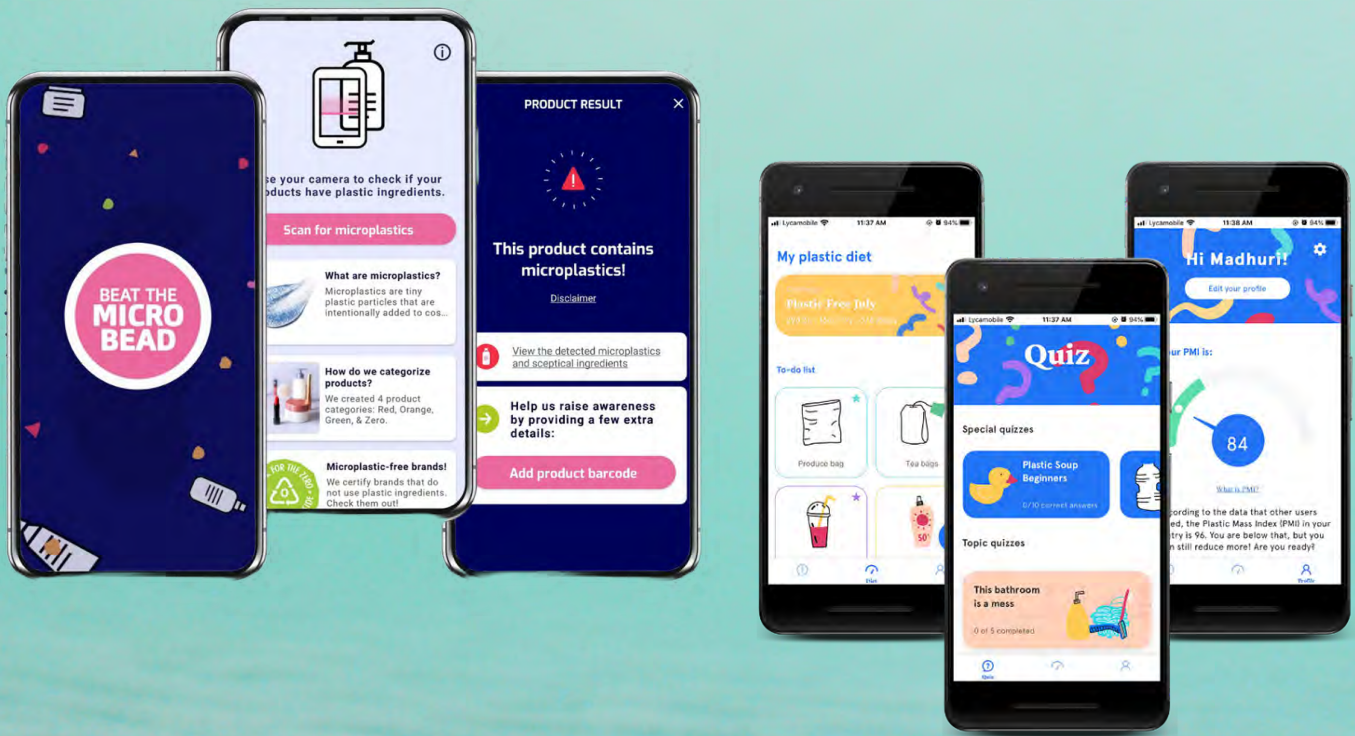 BEAT THE
MICRO
BEAD
se your camera to check if your
oducts have plastic ingredients.
Scan for microplastics
What are microplastics?
Microplastics are tiny
plastic particles that are
intentionally added to cos...
How do we categorize
products?
We created 4 product
categories: Red, Orange,
Green, & Zero.
FOR THE ZERO
0
Microplastic-free brands!
We certify brands that do
not use plastic ingredients.
Check them out!
PRODUCT RESULT
This product contains
microplastics!
Disclaimer
View the detected microplastics
and sceptical ingredients
Help us raise awareness
by providing a few extra
details:
Add product barcode
Lycamobile 11:37 AM 94%
My plastic diet
Plastic Free July
To-do list
Produce bag
Tea bags
50
Diet
Lycamobile 11:37 AM 94%
Quiz
Special quizzes
Plastic Soup
Beginners
0/10 correct answers
Topic quizzes
This bathroom
is a mess
0 of 5 completed
Quiz
Lycamobile 11:38 AM 94%
Hi Madhuri!
Edit your profile
ur PMI is:
84
What is PMI?
cording to the data that other users
ed, the Plastic Mass Index (PMI) in your
ntry is 96. You are below that, but you
n still reduce more! Are you ready?
Profile